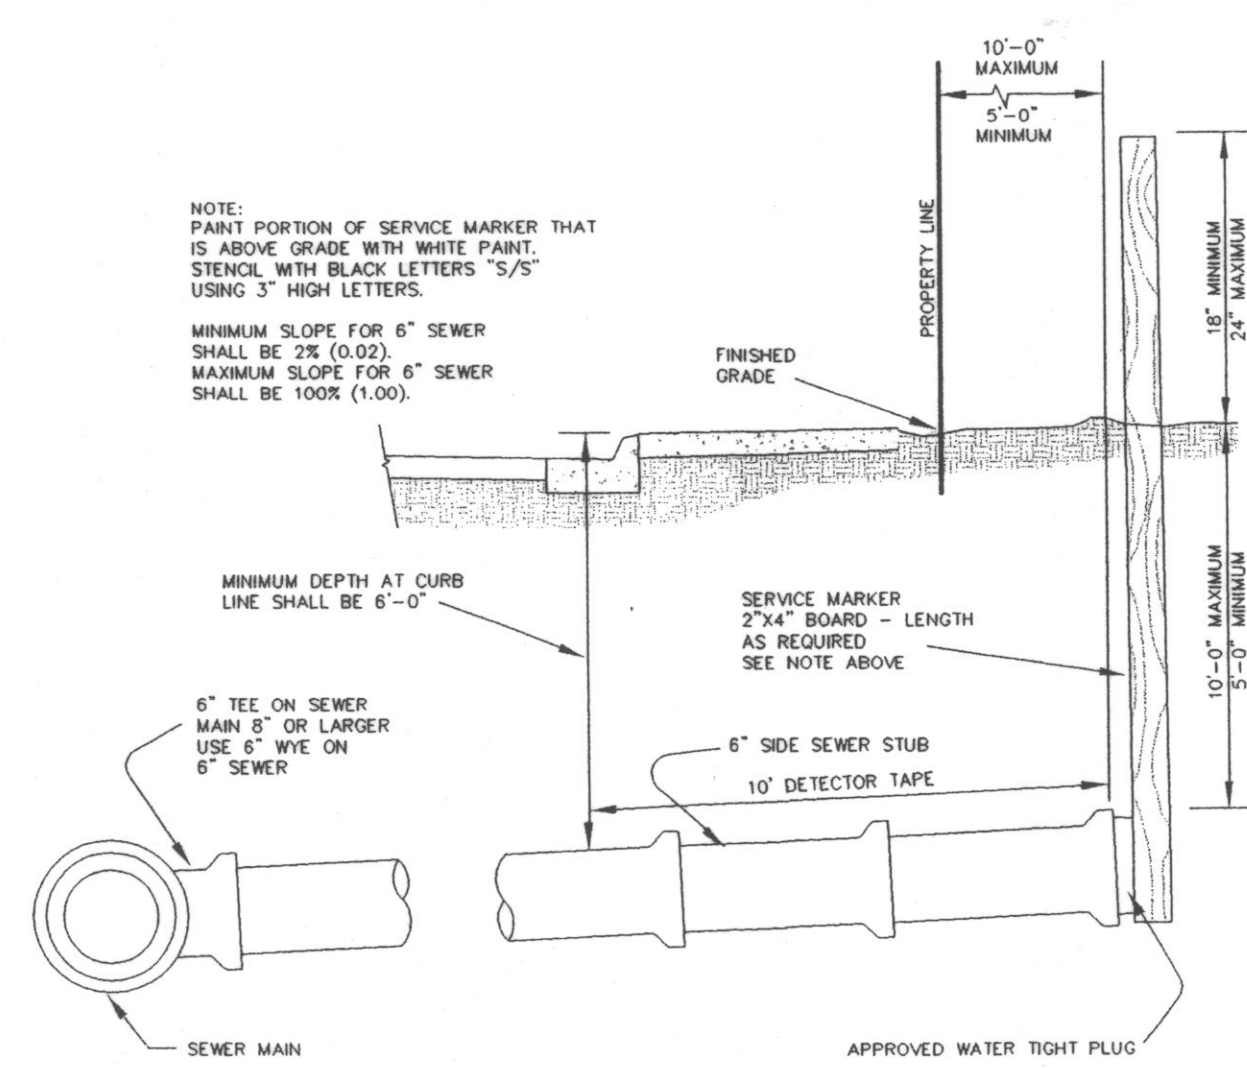 10'-0"
MAXIMUM
5'-0"
MINIMUM
NOTE:
PAINT PORTION OF SERVICE MARKER THAT
IS ABOVE GRADE WITH WHITE PAINT.
STENCIL WITH BLACK LETTERS "S/S"
USING 3" HIGH LETTERS.
MINIMUM SLOPE FOR 6" SEWER
SHALL BE 2% (0.02).
MAXIMUM SLOPE FOR 6" SEWER
SHALL BE 100% (1.00).
PROPERTY LINE
18" MINIMUM
24" MAXIMUM
FINISHED
GRADE
MINIMUM DEPTH AT CURB
LINE SHALL BE 6'-0"
SERVICE MARKER
2"X4" BOARD - LENGTH
AS REQUIRED
SEE NOTE ABOVE
10'-0" MAXIMUM
5'-0" MINIMUM
6" TEE ON SEWER
MAIN 8" OR LARGER
USE 6" WYE ON
6" SEWER
6" SIDE SEWER STUB
10' DETECTOR TAPE
SEWER MAIN
APPROVED WATER TIGHT PLUG